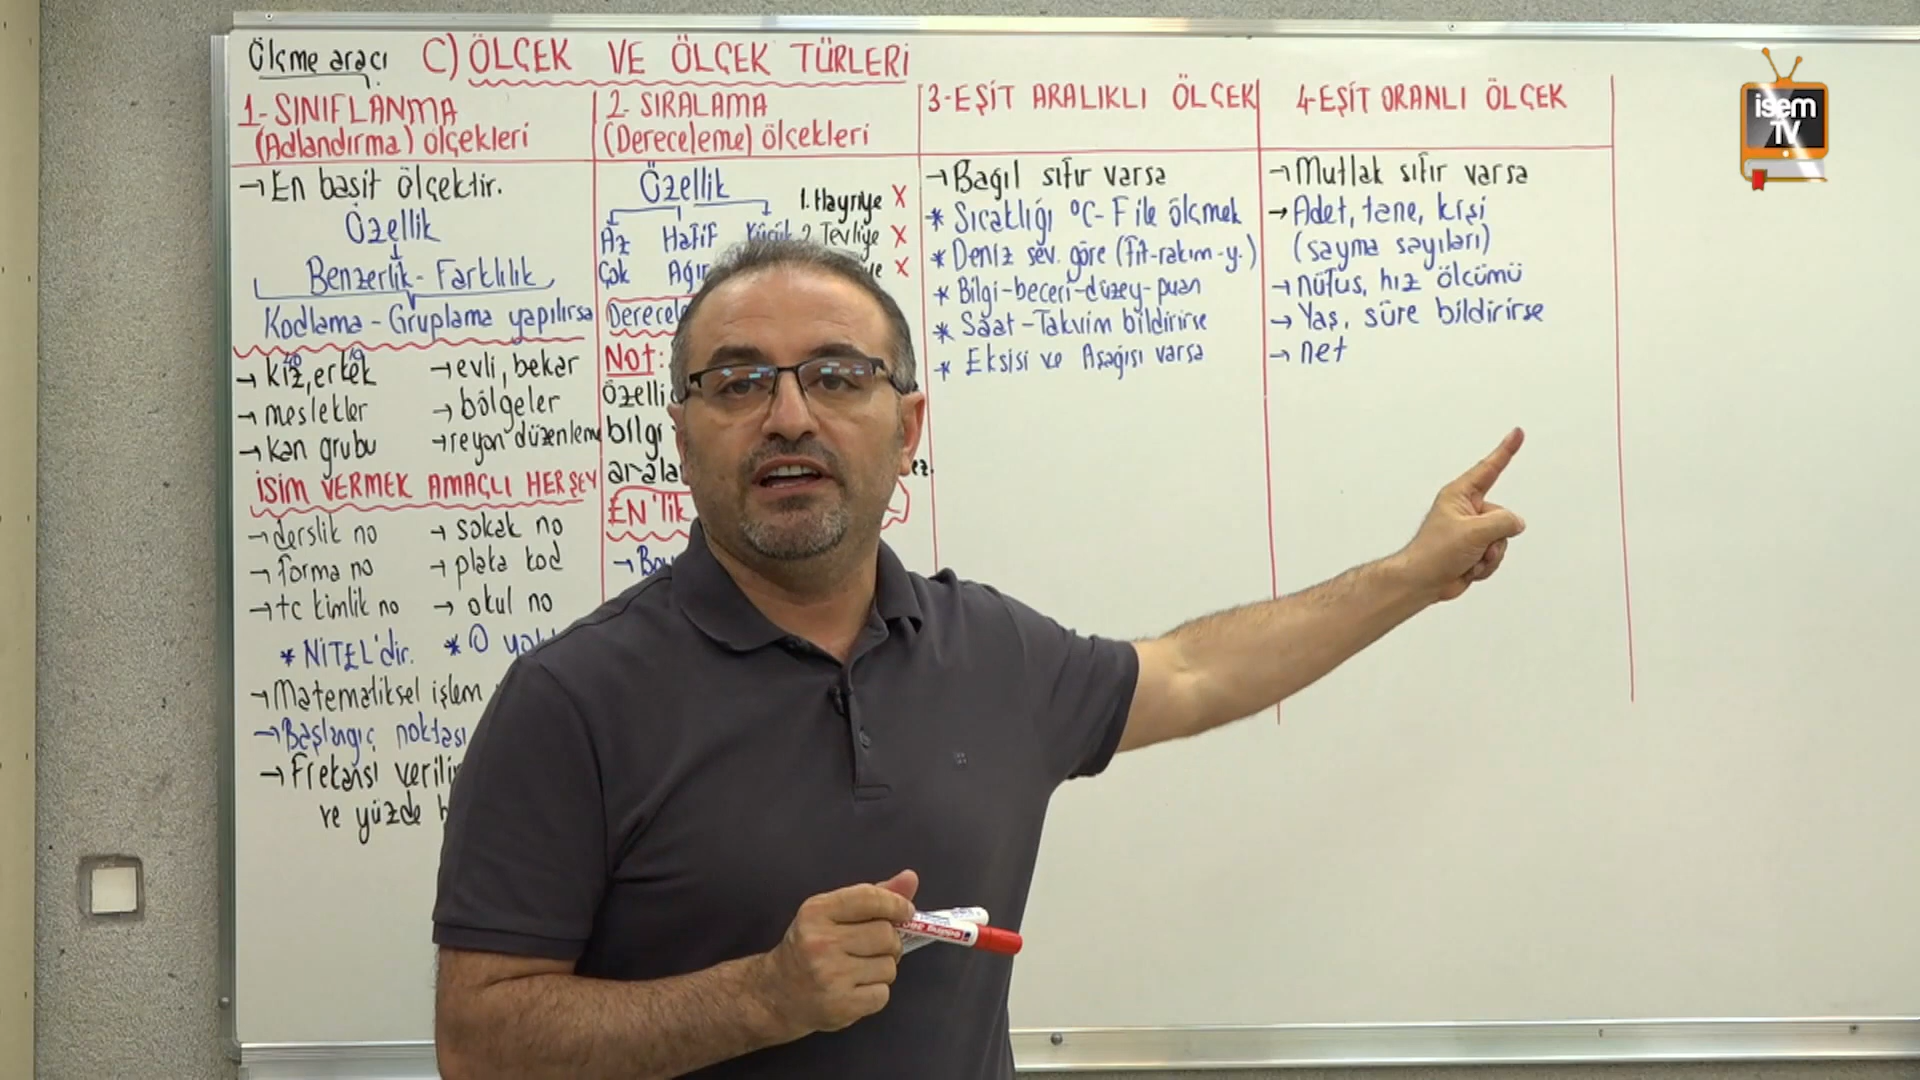 Ölçme aracı C) ÖLÇEK VE ÖLÇEK TÜRLERİ
1- SINIFLANMA
(Adlandırma) ölçekleri
→ En basit ölçektir.
Özellik
Benzerlik - Farklılık
Kodlama - Gruplama yapılırsa
→ kız, erkek → evli, bekar
→ meslekler → bölgeler
→ kan grubu → reyon düzenleme
İSİM VERMEK AMAÇLI HER ŞEY
→ derslik no → sokak no
→ forma no → plaka kod
→ tc kimlik no → okul no
* NİTEL'dir. * 0
→ Matematiksel işlem
→ Başlangıç noktası
→ Frekansı
ve yüzde
2- SIRALAMA
(Dereceleme) ölçekleri
Özellik
Az Hafif Küçük
Çok
1. Hayriye X
2. Tevfiye X
X
Not:
bilgi
EN'lik
3-EŞİT ARALIKLI ÖLÇEK
→ Bağıl sıfır varsa
* Sıcaklığı °C- F ile ölçmek
* Deniz sev. göre (fit-rakım-y.)
* Bilgi-beceri-düzey-puan
* Saat-Takvim bildirirse
* Eksisi ve Aşağısı varsa
4-EŞİT ORANLI ÖLÇEK
→ Mutlak sıfır varsa
→ Adet, tane, kişi
(sayma sayıları)
→ nüfus, hız ölçümü
→ Yaş, süre bildirirse
→ net
isem
TV